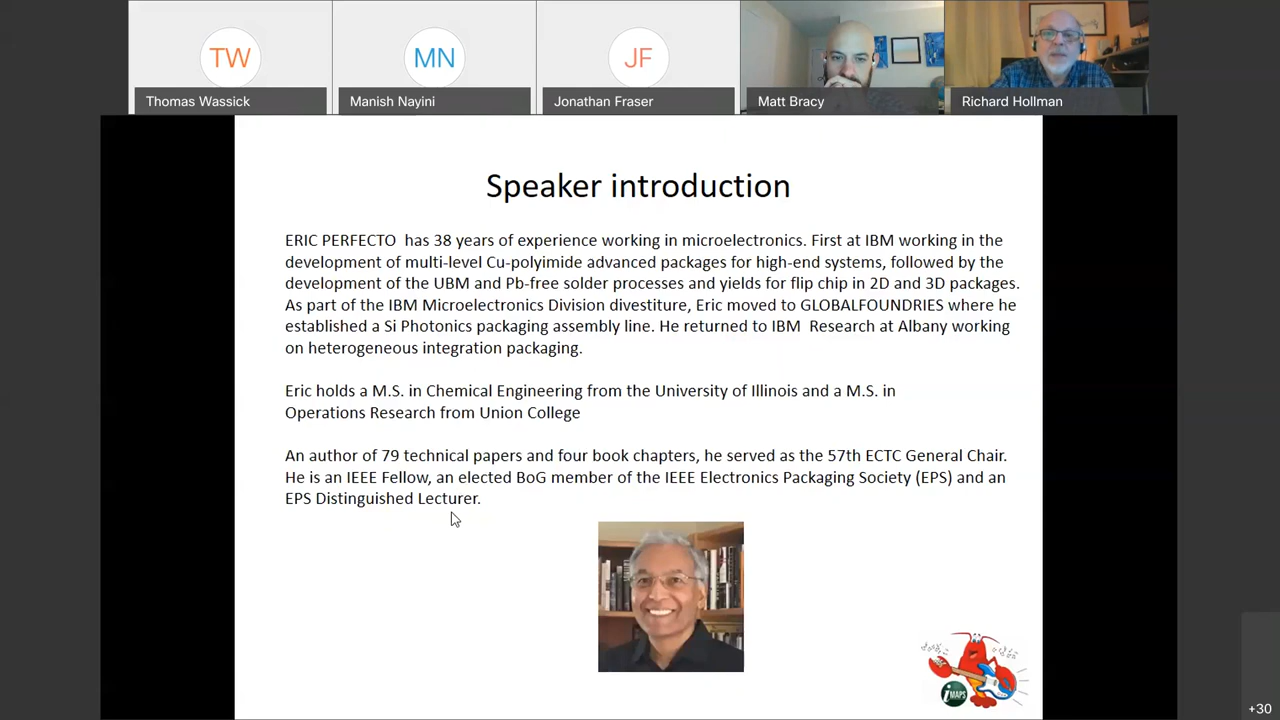 TW
MN
JF
Thomas Wassick
Manish Nayini
Jonathan Fraser
Matt Bracy
Richard Hollman
Speaker introduction
ERIC PERFECTO has 38 years of experience working in microelectronics. First at IBM working in the
development of multi-level Cu-polyimide advanced packages for high-end systems, followed by the
development of the UBM and Pb-free solder processes and yields for flip chip in 2D and 3D packages.
As part of the IBM Microelectronics Division divestiture, Eric moved to GLOBALFOUNDRIES where he
established a Si Photonics packaging assembly line. He returned to IBM Research at Albany working
on heterogeneous integration packaging.
Eric holds a M.S. in Chemical Engineering from the University of Illinois and a M.S. in
Operations Research from Union College
An author of 79 technical papers and four book chapters, he served as the 57th ECTC General Chair.
He is an IEEE Fellow, an elected BoG member of the IEEE Electronics Packaging Society (EPS) and an
EPS Distinguished Lecturer.
iMAPS
+30